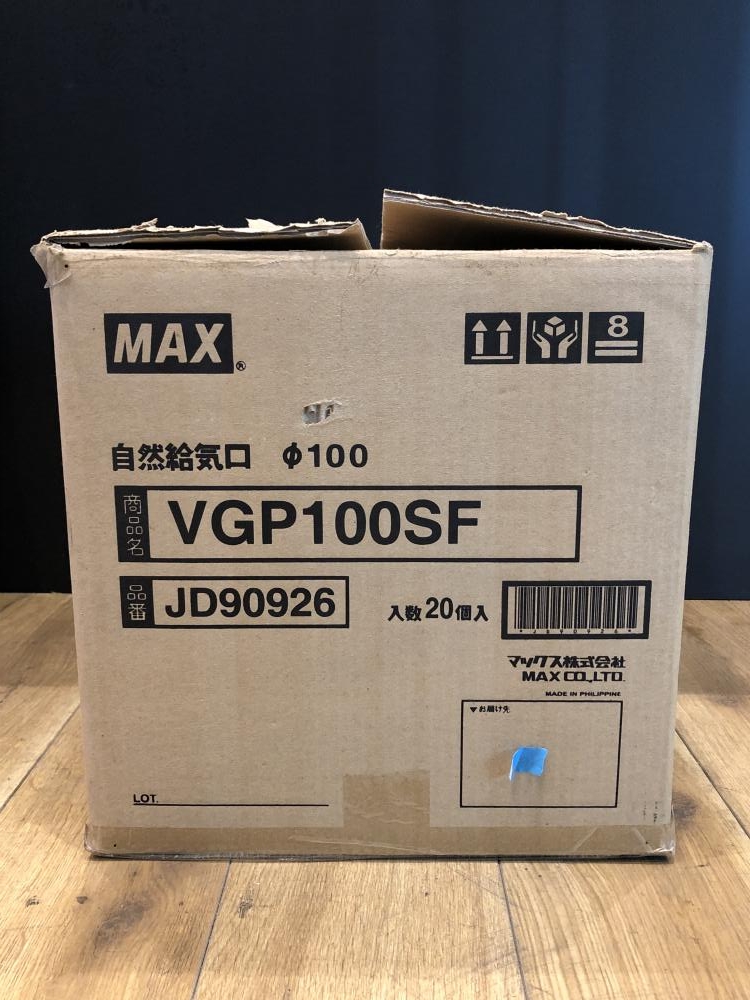 MAX®
8
自然給気口 φ100
商品名 VGP100SF
品番 JD90926
入数20個入
*JD90926*
マックス株式会社
MAX CO.,LTD.
MADE IN PHILIPPINE
▼お届け先
LOT.